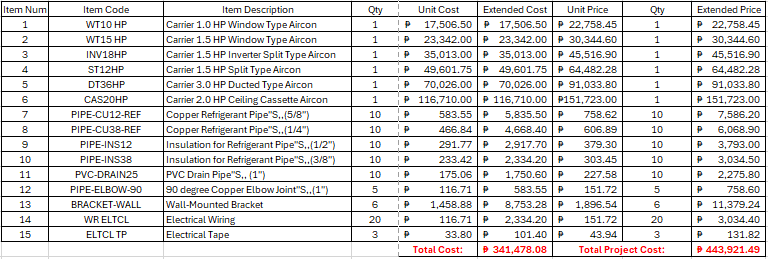 Item Num Item Code Item Description Qty Unit Cost Extended Cost Unit Price Qty Extended Price
1 WT10 HP Carrier 1.0 HP Window Type Aircon 1 ₱ 17,506.50 ₱ 17,506.50 ₱ 22,758.45 1 ₱ 22,758.45
2 WT15 HP Carrier 1.5 HP Window Type Aircon 1 ₱ 23,342.00 ₱ 23,342.00 ₱ 30,344.60 1 ₱ 30,344.60
3 INV18HP Carrier 1.5 HP Inverter Split Type Aircon 1 ₱ 35,013.00 ₱ 35,013.00 ₱ 45,516.90 1 ₱ 45,516.90
4 ST12HP Carrier 1.5 HP Split Type Aircon 1 ₱ 49,601.75 ₱ 49,601.75 ₱ 64,482.28 1 ₱ 64,482.28
5 DT36HP Carrier 3.0 HP Ducted Type Aircon 1 ₱ 70,026.00 ₱ 70,026.00 ₱ 91,033.80 1 ₱ 91,033.80
6 CAS20HP Carrier 2.0 HP Ceiling Cassette Aircon 1 ₱ 116,710.00 ₱ 116,710.00 ₱151,723.00 1 ₱ 151,723.00
7 PIPE-CU12-REF Copper Refrigerant Pipe"S,,(5/8") 10 ₱ 583.55 ₱ 5,835.50 ₱ 758.62 10 ₱ 7,586.20
8 PIPE-CU38-REF Copper Refrigerant Pipe"S,,(1/4") 10 ₱ 466.84 ₱ 4,668.40 ₱ 606.89 10 ₱ 6,068.90
9 PIPE-INS12 Insulation for Refrigerant Pipe"S,,(1/2") 10 ₱ 291.77 ₱ 2,917.70 ₱ 379.30 10 ₱ 3,793.00
10 PIPE-INS38 Insulation for Refrigerant Pipe"S,,(3/8") 10 ₱ 233.42 ₱ 2,334.20 ₱ 303.45 10 ₱ 3,034.50
11 PVC-DRAIN25 PVC Drain Pipe"S,, (1") 10 ₱ 175.06 ₱ 1,750.60 ₱ 227.58 10 ₱ 2,275.80
12 PIPE-ELBOW-90 90 degree Copper Elbow Joint"S,,(1") 5 ₱ 116.71 ₱ 583.55 ₱ 151.72 5 ₱ 758.60
13 BRACKET-WALL Wall-Mounted Bracket 6 ₱ 1,458.88 ₱ 8,753.28 ₱ 1,896.54 6 ₱ 11,379.24
14 WR ELTCL Electrical Wiring 20 ₱ 116.71 ₱ 2,334.20 ₱ 151.72 20 ₱ 3,034.40
15 ELTCL TP Electrical Tape 3 ₱ 33.80 ₱ 101.40 ₱ 43.94 3 ₱ 131.82
Total Cost: ₱ 341,478.08 Total Project Cost: ₱ 443,921.49